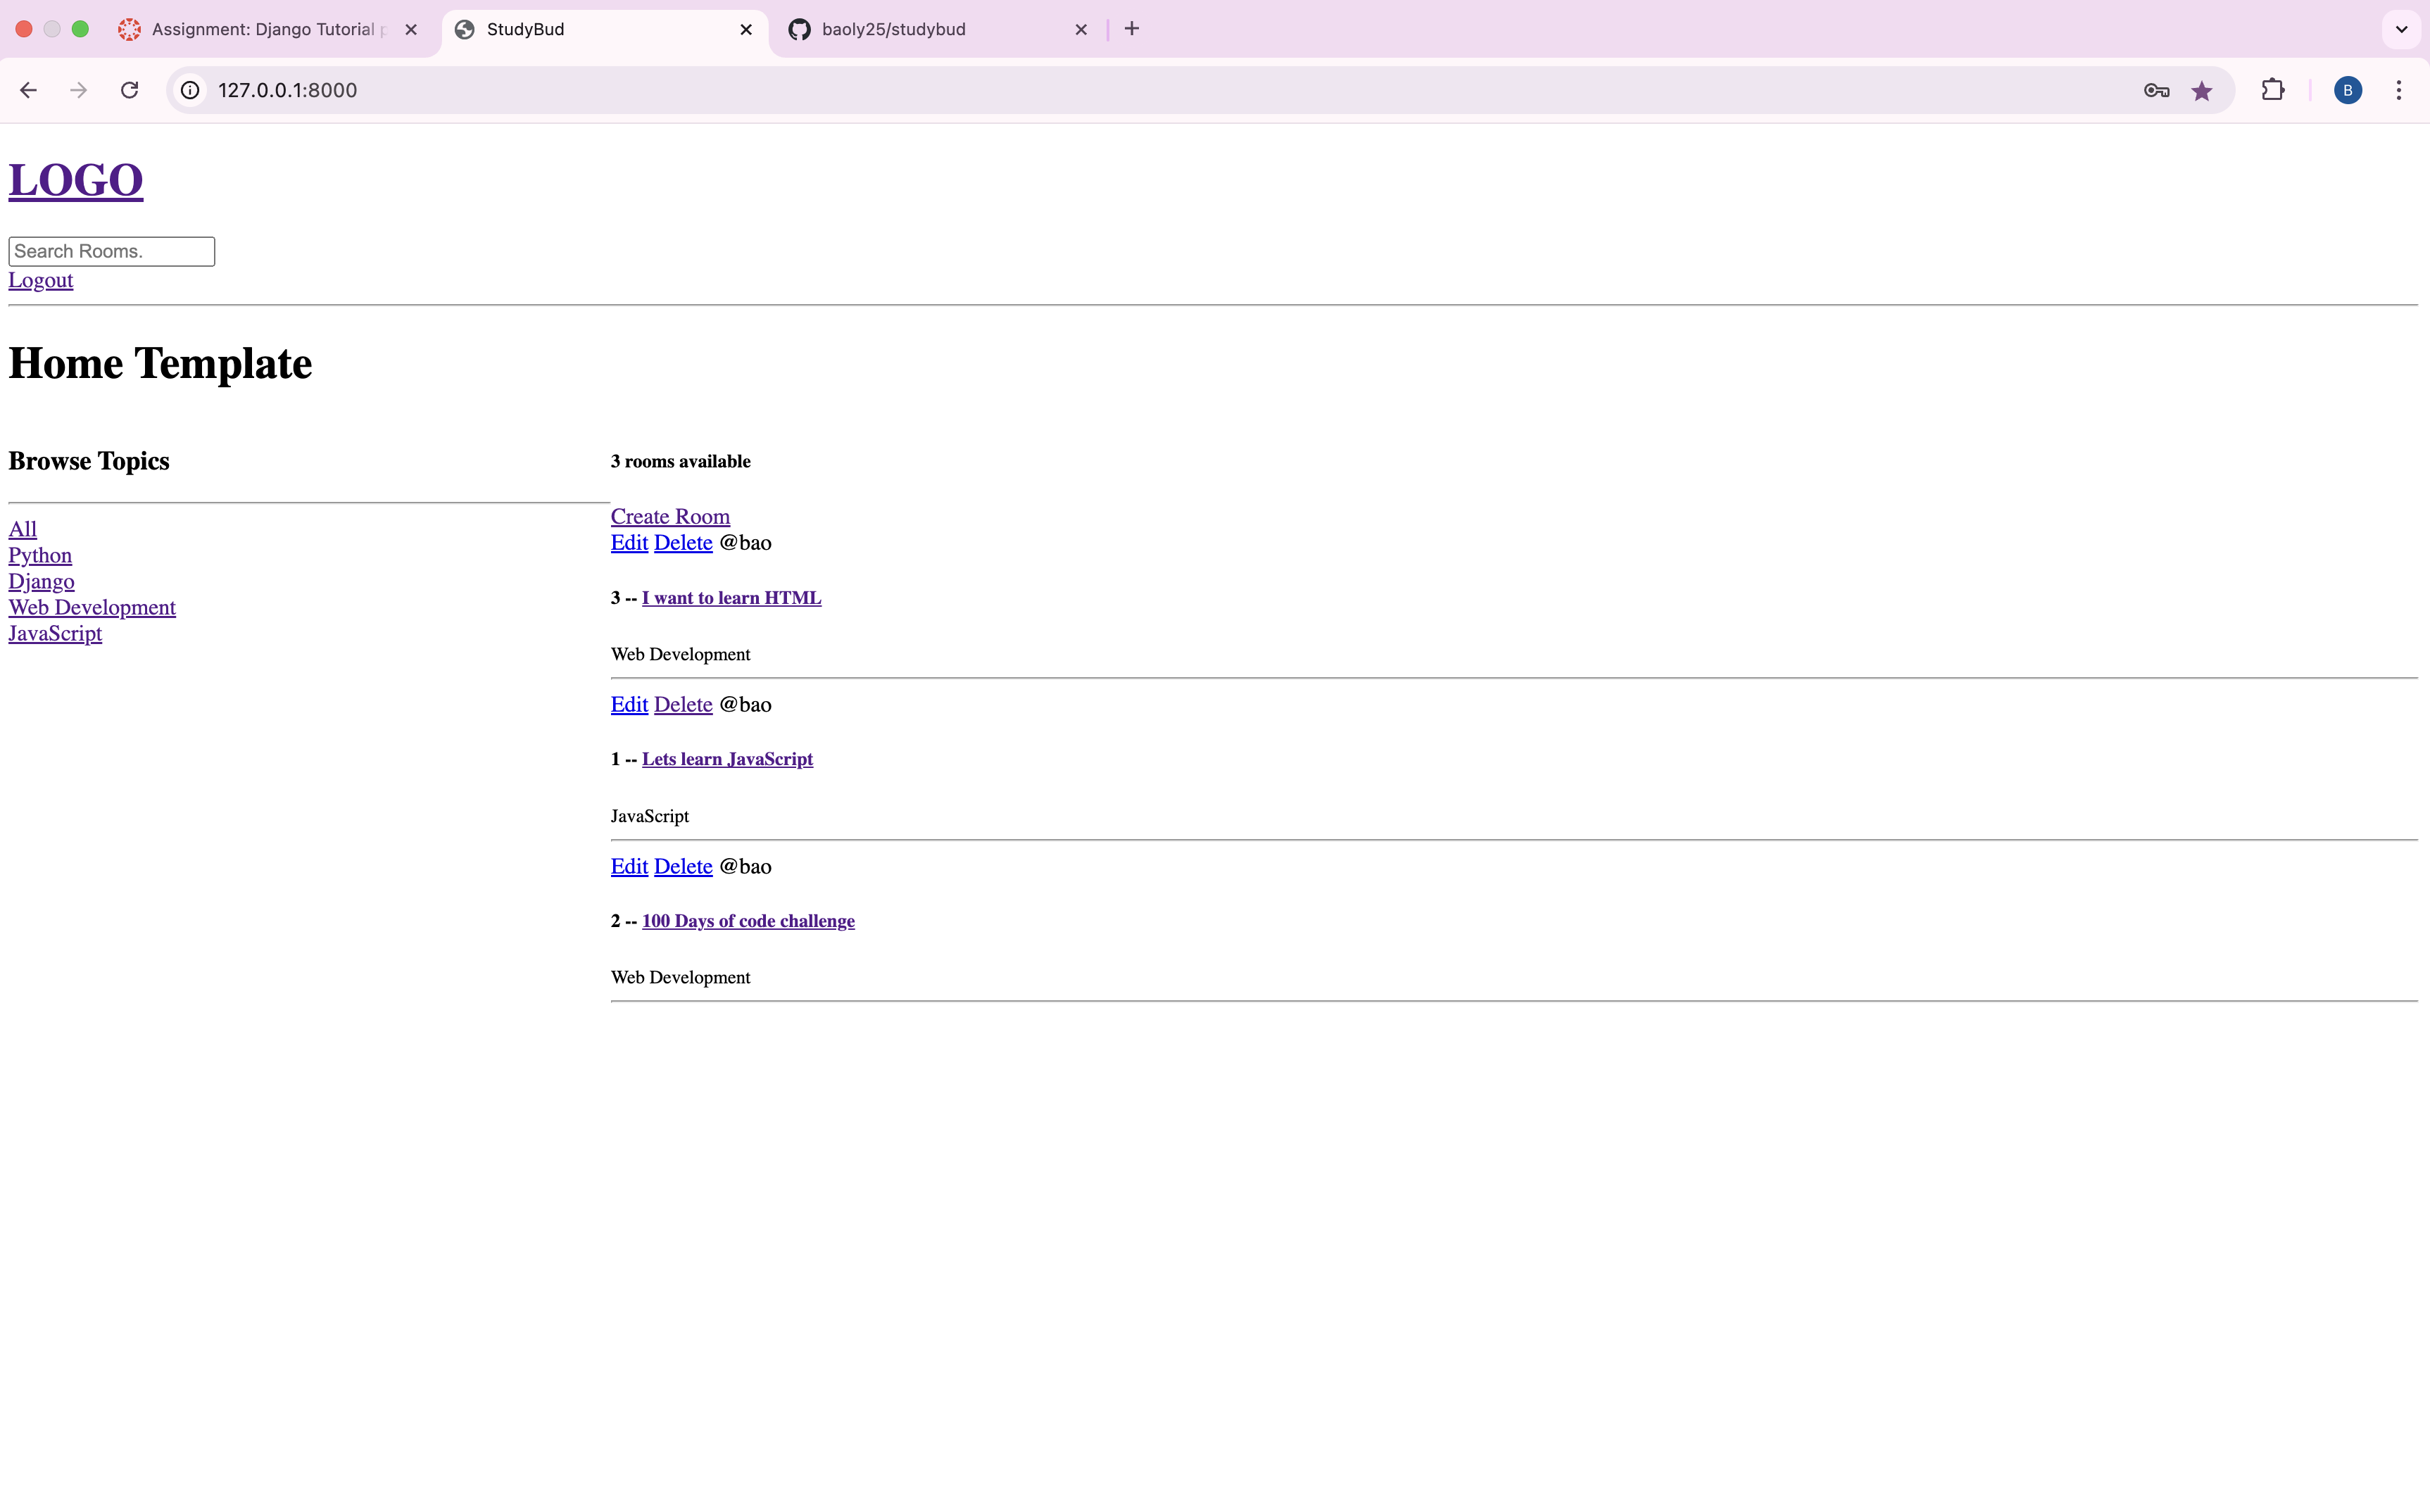 Assignment: Django Tutorial p
StudyBud
baoly25/studybud
127.0.0.1:8000
B
LOGO
Search Rooms.
Logout
Home Template
Browse Topics
All
Python
Django
Web Development
JavaScript
3 rooms available
Create Room
Edit Delete @bao
3 -- I want to learn HTML
Web Development
Edit Delete @bao
1 -- Lets learn JavaScript
JavaScript
Edit Delete @bao
2 -- 100 Days of code challenge
Web Development